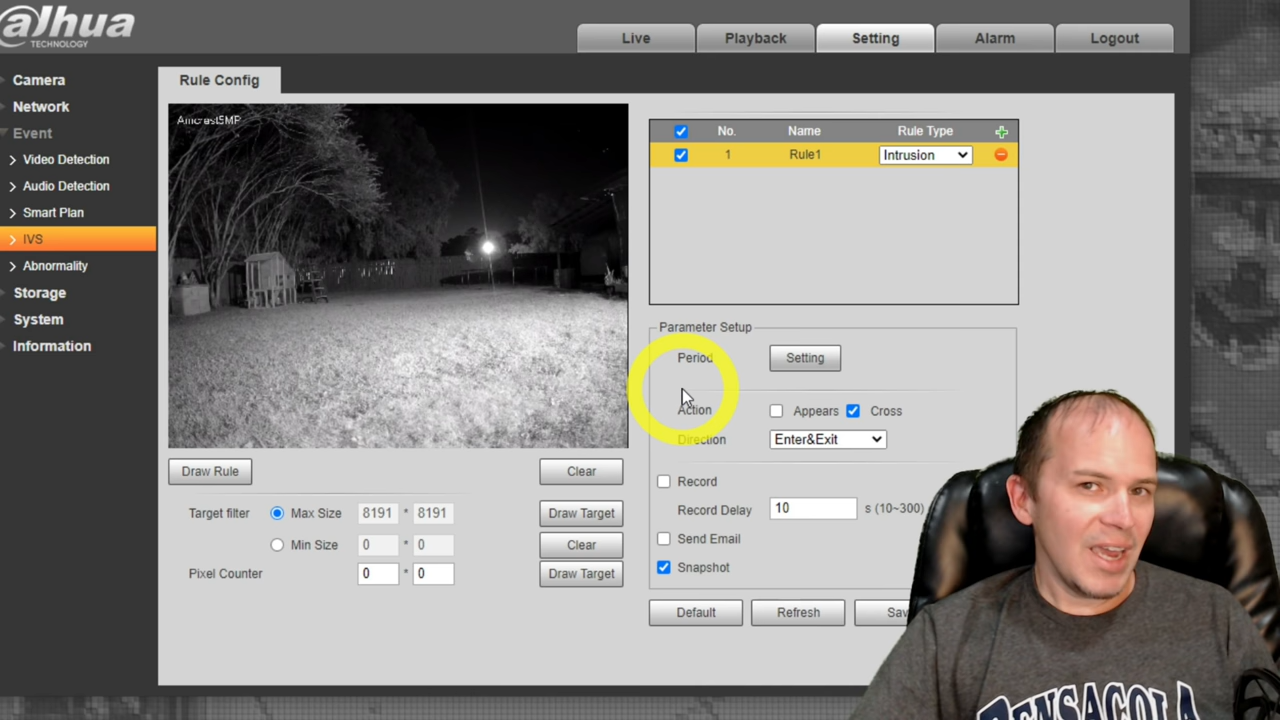 alhua
TECHNOLOGY
Live
Playback
Setting
Alarm
Logout
Camera
Network
Event
Video Detection
Audio Detection
Smart Plan
IVS
Abnormality
Storage
System
Information
Rule Config
Amcrest5MP
No. Name Rule Type
1 Rule1 Intrusion
Draw Rule
Clear
Target filter Max Size 8191 * 8191 Draw Target
Min Size 0 * 0 Clear
Pixel Counter 0 * 0 Draw Target
Parameter Setup
Period Setting
Action Appears Cross
Direction Enter&Exit
Record
Record Delay 10 s (10~300)
Send Email
Snapshot
Default Refresh Sav
PENSACOLA